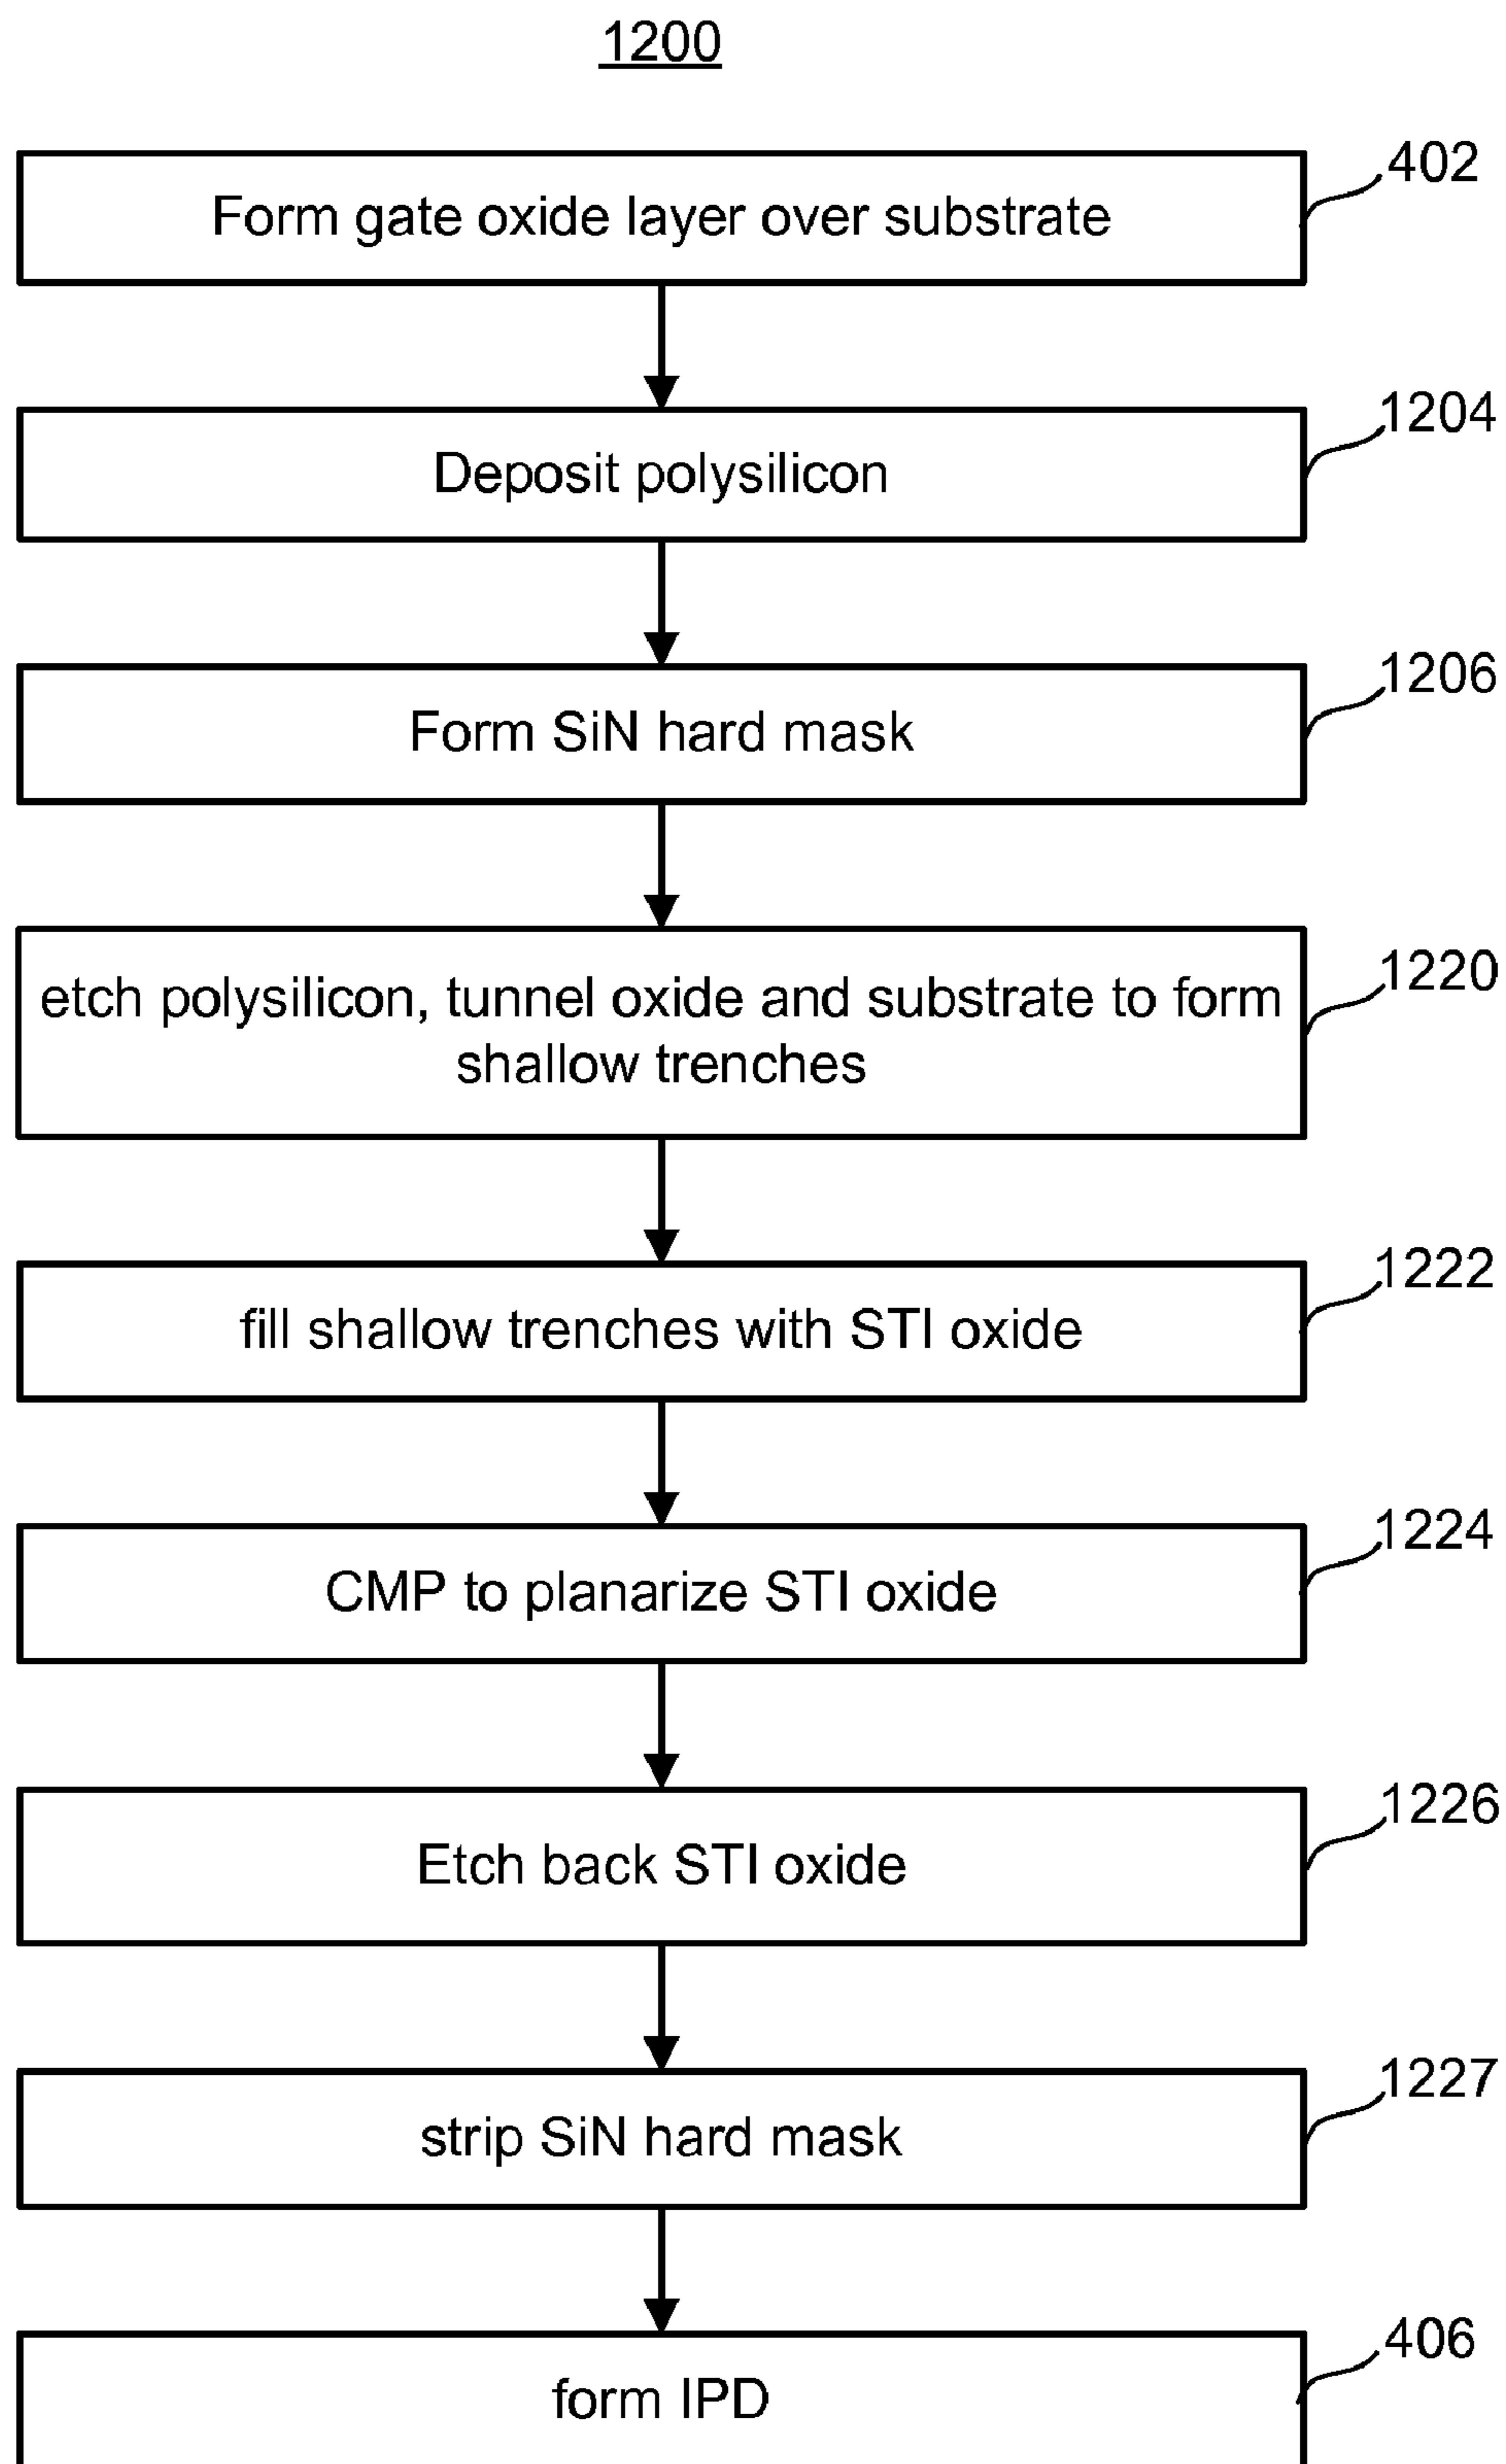 1200
402
Form gate oxide layer over substrate
1204
Deposit polysilicon
1206
Form SiN hard mask
1220
etch polysilicon, tunnel oxide and substrate to form
shallow trenches
1222
fill shallow trenches with STI oxide
1224
CMP to planarize STI oxide
1226
Etch back STI oxide
1227
strip SiN hard mask
406
form IPD